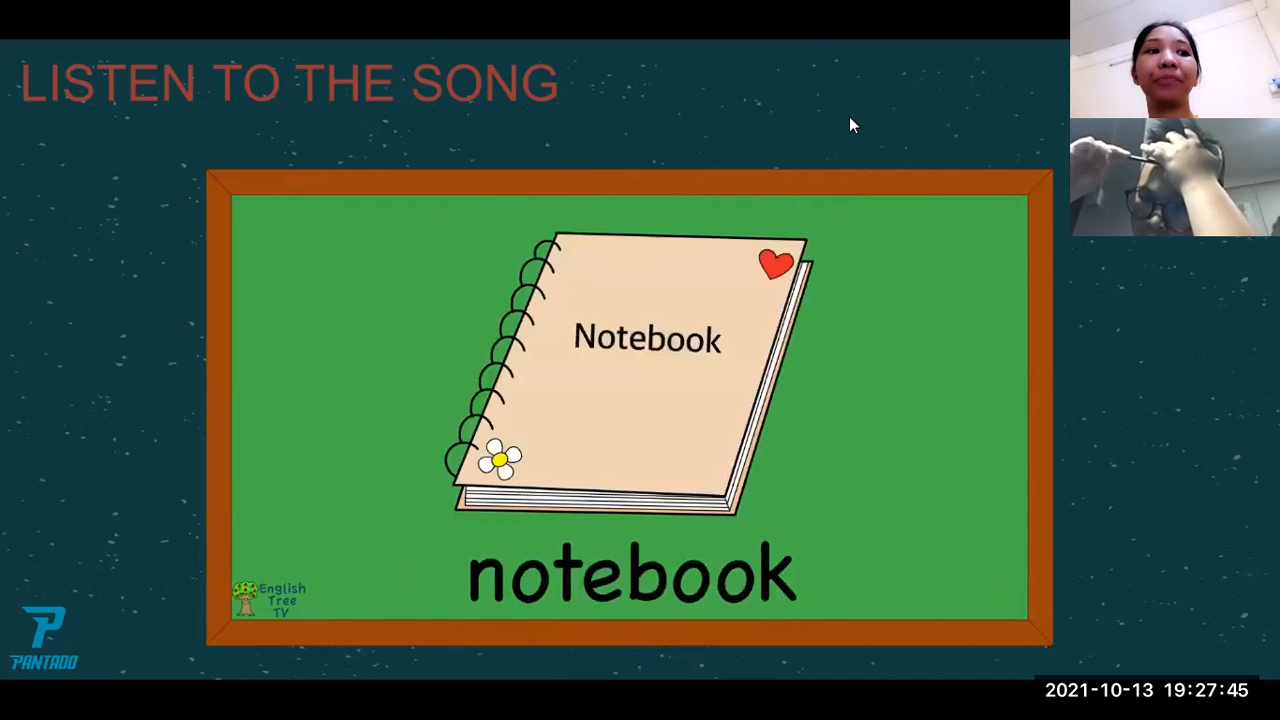 LISTEN TO THE SONG
Notebook
notebook
English
Tree
TV
PANTADO
2021-10-13 19:27:45